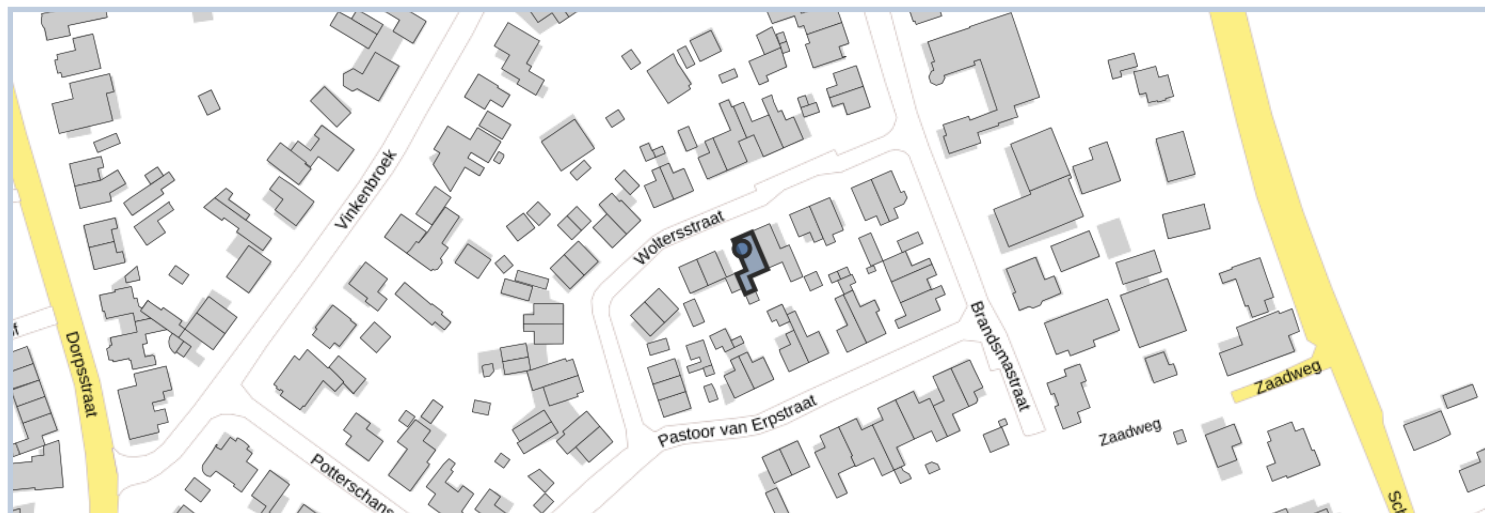 Vinkenbroek
Woltersstraat
Dorpsstraat
Brandsmastraat
Zaadweg
Pastoor van Erpstraat
Zaadweg
Potterschans